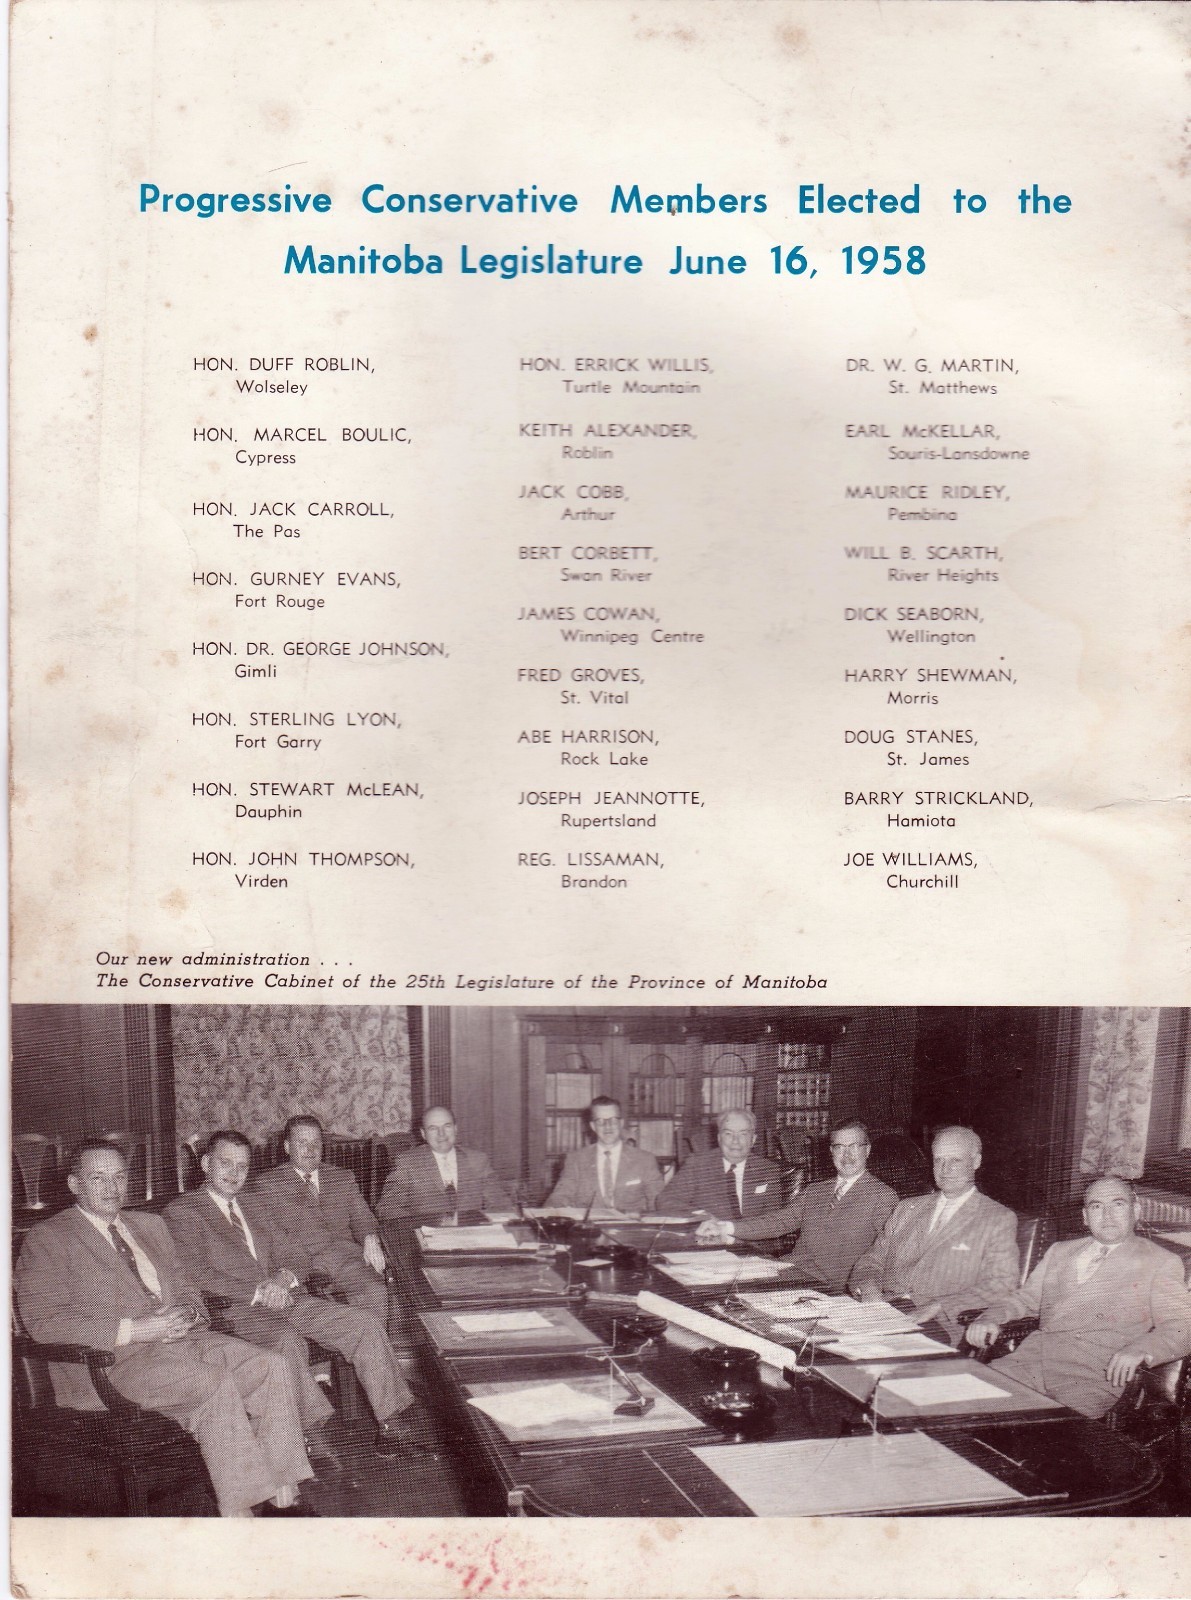 Progressive Conservative Members Elected to the
Manitoba Legislature June 16, 1958
HON. DUFF ROBLIN,
Wolseley
HON. MARCEL BOULIC,
Cypress
HON. JACK CARROLL,
The Pas
HON. GURNEY EVANS,
Fort Rouge
HON. DR. GEORGE JOHNSON,
Gimli
HON. STERLING LYON,
Fort Garry
HON. STEWART McLEAN,
Dauphin
HON. JOHN THOMPSON,
Virden
HON. ERRICK WILLIS,
Turtle Mountain
KEITH ALEXANDER,
Roblin
JACK COBB,
Arthur
BERT CORBETT,
Swan River
JAMES COWAN,
Winnipeg Centre
FRED GROVES,
St. Vital
ABE HARRISON,
Rock Lake
JOSEPH JEANNOTTE,
Rupertsland
REG. LISSAMAN,
Brandon
DR. W. G. MARTIN,
St. Matthews
EARL McKELLAR,
Souris-Lansdowne
MAURICE RIDLEY,
Pembina
WILL B. SCARTH,
River Heights
DICK SEABORN,
Wellington
HARRY SHEWMAN,
Morris
DOUG STANES,
St. James
BARRY STRICKLAND,
Hamiota
JOE WILLIAMS,
Churchill
Our new administration . . .
The Conservative Cabinet of the 25th Legislature of the Province of Manitoba